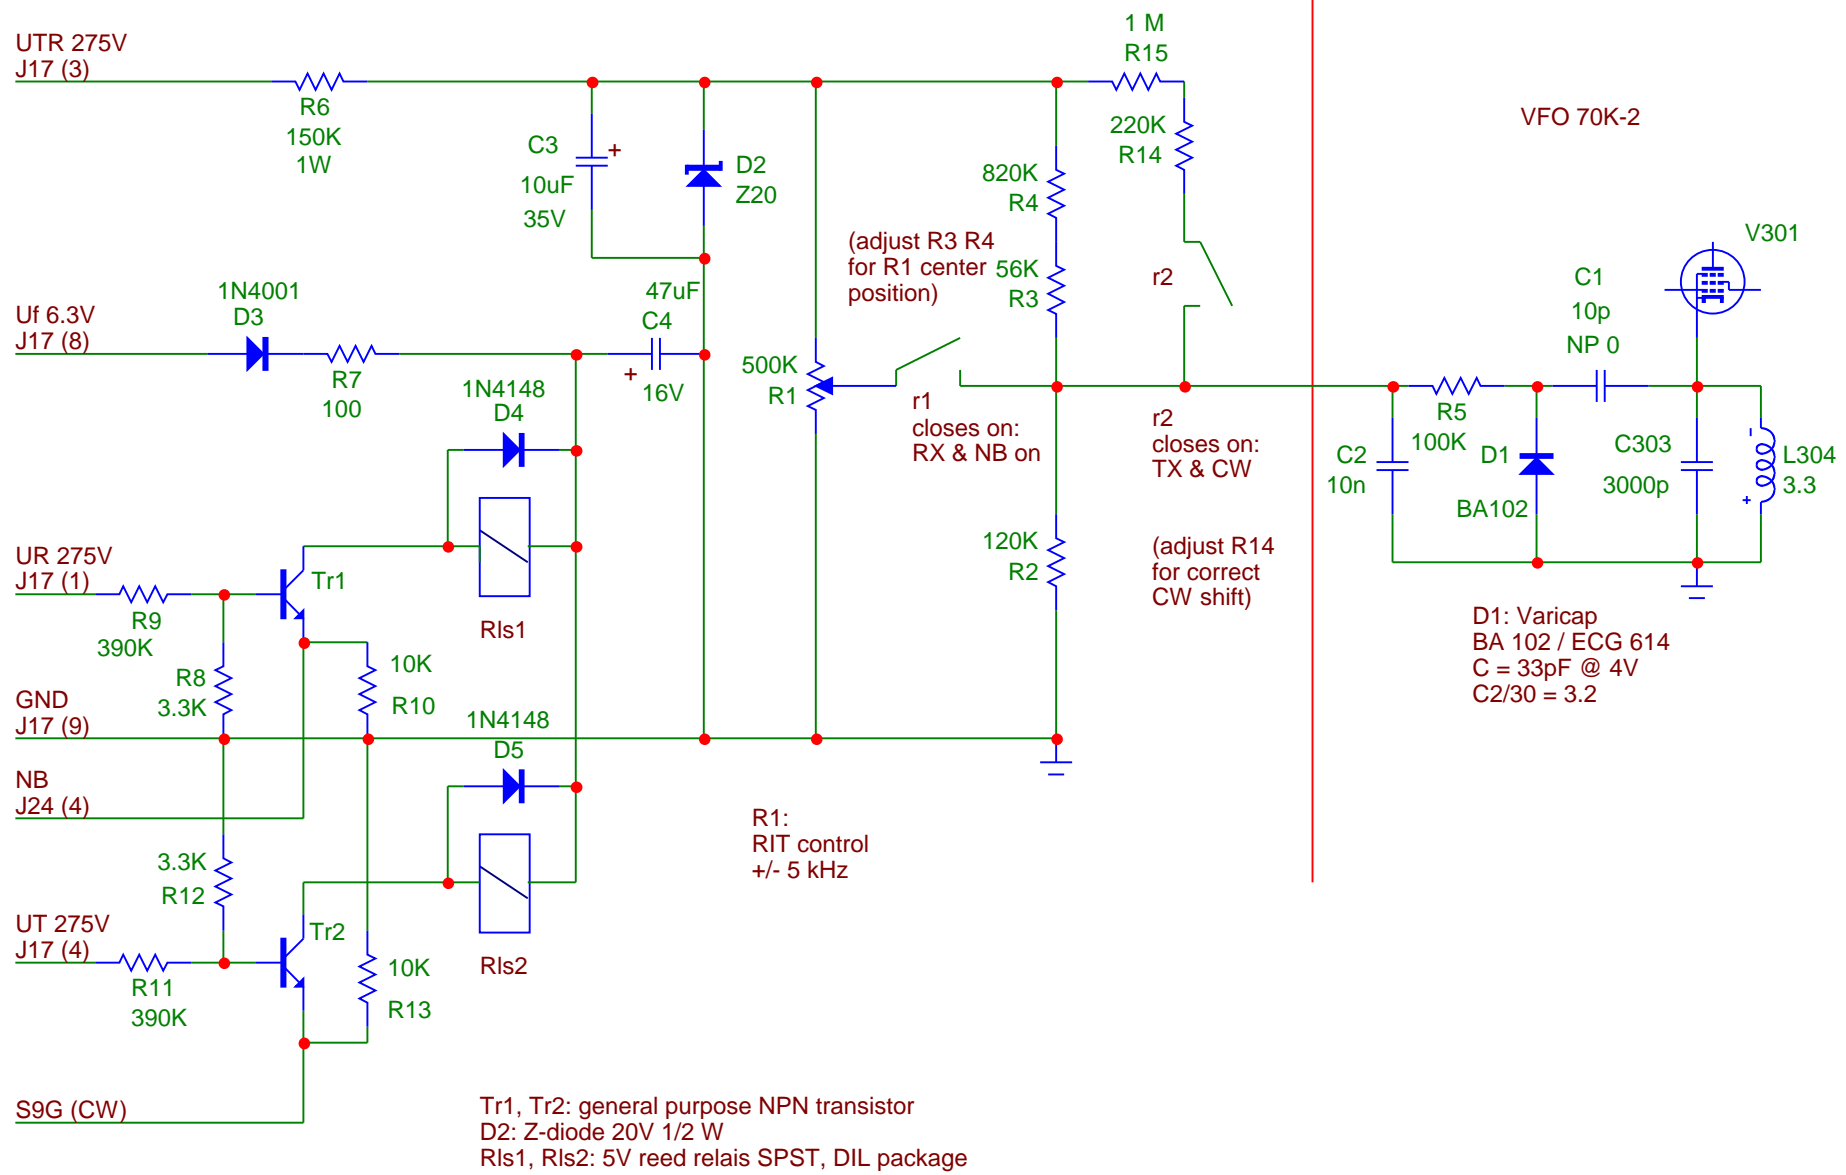 UTR 275V
J17 (3)
R6
150K
1W
C3
+
10uF
35V
D2
Z20
1 M
R15
220K
R14
820K
R4
56K
R3
(adjust R3 R4
for R1 center
position)
r2
VFO 70K-2
V301
C1
10p
NP 0
Uf 6.3V
J17 (8)
1N4001
D3
R7
100
47uF
C4
+
16V
1N4148
D4
500K
R1
r1
closes on:
RX & NB on
r2
closes on:
TX & CW
R5
100K
C2
10n
D1
BA102
C303
3000p
-
+
L304
3.3
UR 275V
J17 (1)
R9
390K
Tr1
Rls1
R8
3.3K
10K
R10
120K
R2
(adjust R14
for correct
CW shift)
D1: Varicap
BA 102 / ECG 614
C = 33pF @ 4V
C2/30 = 3.2
GND
J17 (9)
1N4148
D5
NB
J24 (4)
R1:
RIT control
+/- 5 kHz
3.3K
R12
UT 275V
J17 (4)
R11
390K
Tr2
10K
R13
Rls2
S9G (CW)
Tr1, Tr2: general purpose NPN transistor
D2: Z-diode 20V 1/2 W
Rls1, Rls2: 5V reed relais SPST, DIL package